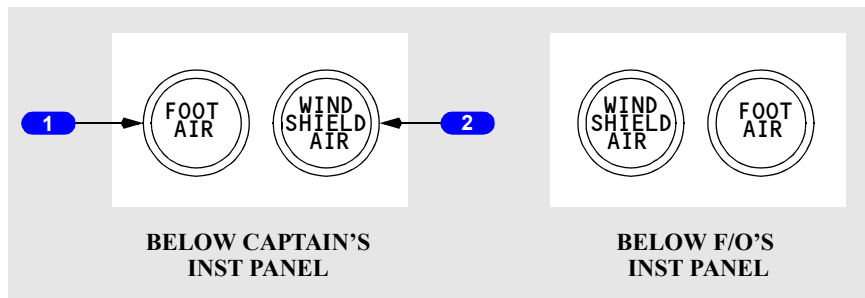 1
FOOT
AIR
WIND
SHIELD
AIR
2
WIND
SHIELD
AIR
FOOT
AIR
BELOW CAPTAIN’S
INST PANEL
BELOW F/O’S
INST PANEL